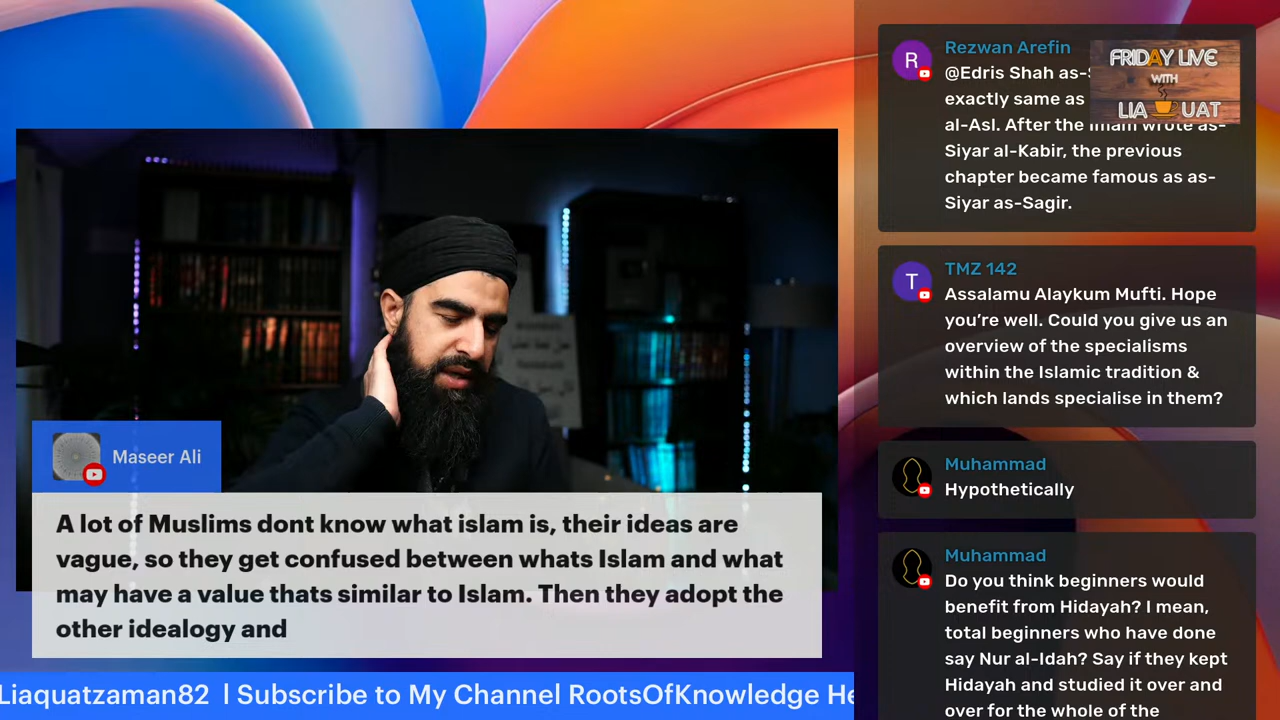 Maseer Ali
A lot of Muslims dont know what islam is, their ideas are
vague, so they get confused between whats Islam and what
may have a value thats similar to Islam. Then they adopt the
other idealogy and
Liaquatzaman82 | Subscribe to My Channel RootsOfKnowledge He
FRIDAY LIVE
WITH
LIA UAT
R
Rezwan Arefin
@Edris Shah as-
exactly same as
al-Asl. After the Imam wrote as-
Siyar al-Kabir, the previous
chapter became famous as as-
Siyar as-Sagir.
T
TMZ 142
Assalamu Alaykum Mufti. Hope
you're well. Could you give us an
overview of the specialisms
within the Islamic tradition &
which lands specialise in them?
Muhammad
Hypothetically
Muhammad
Do you think beginners would
benefit from Hidayah? I mean,
total beginners who have done
say Nur al-Idah? Say if they kept
Hidayah and studied it over and
over for the whole of the